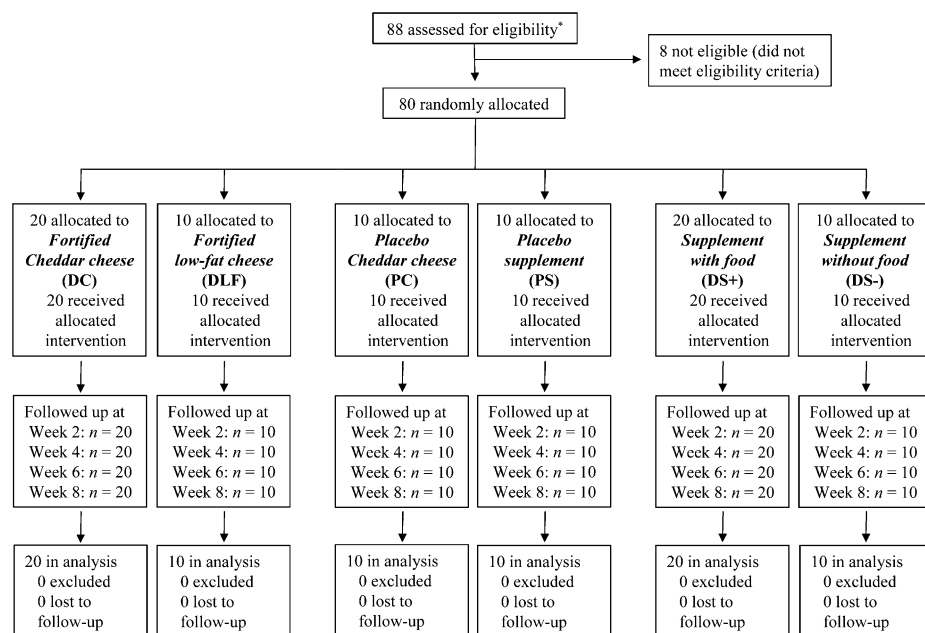 88 assessed for eligibility*
8 not eligible (did not
meet eligibility criteria)
80 randomly allocated
20 allocated to
Fortified
Cheddar cheese
(DC)
20 received
allocated
intervention
10 allocated to
Fortified
low-fat cheese
(DLF)
10 received
allocated
intervention
10 allocated to
Placebo
Cheddar cheese
(PC)
10 received
allocated
intervention
10 allocated to
Placebo
supplement
(PS)
10 received
allocated
intervention
20 allocated to
Supplement
with food
(DS+)
20 received
allocated
intervention
10 allocated to
Supplement
without food
(DS-)
10 received
allocated
intervention
Followed up at
Week 2: n = 20
Week 4: n = 20
Week 6: n = 20
Week 8: n = 20
Followed up at
Week 2: n = 10
Week 4: n = 10
Week 6: n = 10
Week 8: n = 10
Followed up at
Week 2: n = 10
Week 4: n = 10
Week 6: n = 10
Week 8: n = 10
Followed up at
Week 2: n = 10
Week 4: n = 10
Week 6: n = 10
Week 8: n = 10
Followed up at
Week 2: n = 20
Week 4: n = 20
Week 6: n = 20
Week 8: n = 20
Followed up at
Week 2: n = 10
Week 4: n = 10
Week 6: n = 10
Week 8: n = 10
20 in analysis
0 excluded
0 lost to
follow-up
10 in analysis
0 excluded
0 lost to
follow-up
10 in analysis
0 excluded
0 lost to
follow-up
10 in analysis
0 excluded
0 lost to
follow-up
20 in analysis
0 excluded
0 lost to
follow-up
10 in analysis
0 excluded
0 lost to
follow-up